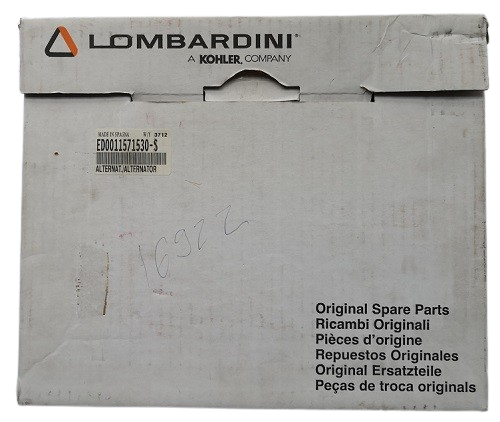 LOMBARDINI
A KOHLER COMPANY
MADE IN SPAGNA W/T 3712
ED0011571530-S
ALTERNAT./ALTERNATOR
16922
Original Spare Parts
Ricambi Originali
Pièces d'origine
Repuestos Originales
Original Ersatzteile
Peças de troca originals